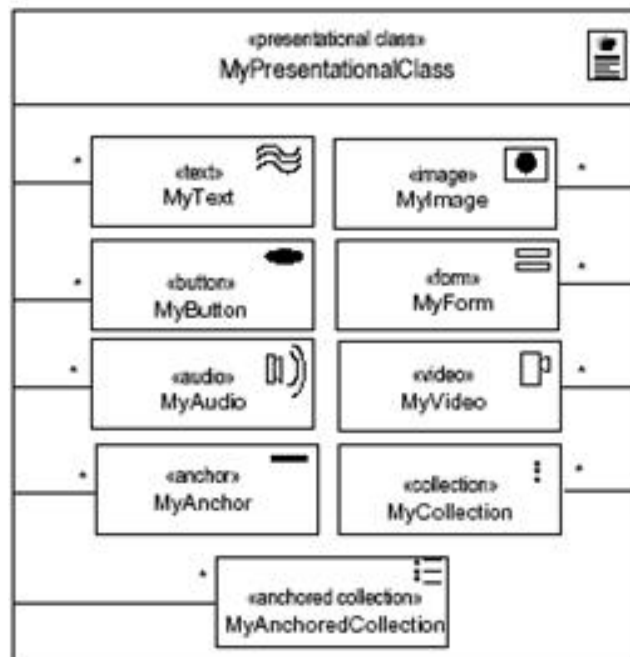 «presentational class»
MyPresentationalClass
* «text» «image» *
MyText MyImage
* «button» «form» *
MyButton MyForm
* «audio» «video» *
MyAudio MyVideo
* «anchor» «collection» *
MyAnchor MyCollection
*
«anchored collection»
MyAnchoredCollection